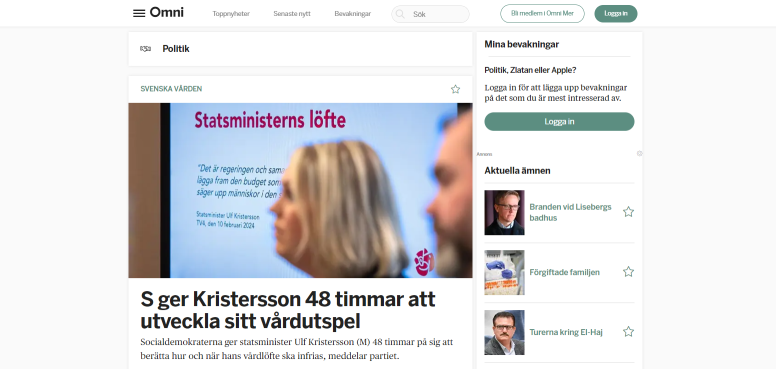 Omni
Toppnyheter
Senaste nytt
Bevakningar
Sök
Bli medlem i Omni Mer
Logga in
Politik
SVENSKA VÅRDEN
Statsministerns löfte
"Det är regeringen och sam
lägga fram den budget som
säger upp människor i den
Statsminister Ulf Kristersson
TV4, den 10 februari 2024
S ger Kristersson 48 timmar att
utveckla sitt vårdutspel
Socialdemokraterna ger statsminister Ulf Kristersson (M) 48 timmar på sig att
berätta hur och när hans vårdlöfte ska infrias, meddelar partiet.
Mina bevakningar
Politik, Zlatan eller Apple?
Logga in för att lägga upp bevakningar
på det som du är mest intresserad av.
Logga in
Annons
Aktuella ämnen
Branden vid Lisebergs
badhus
Förgiftade familjen
Turerna kring El-Haj